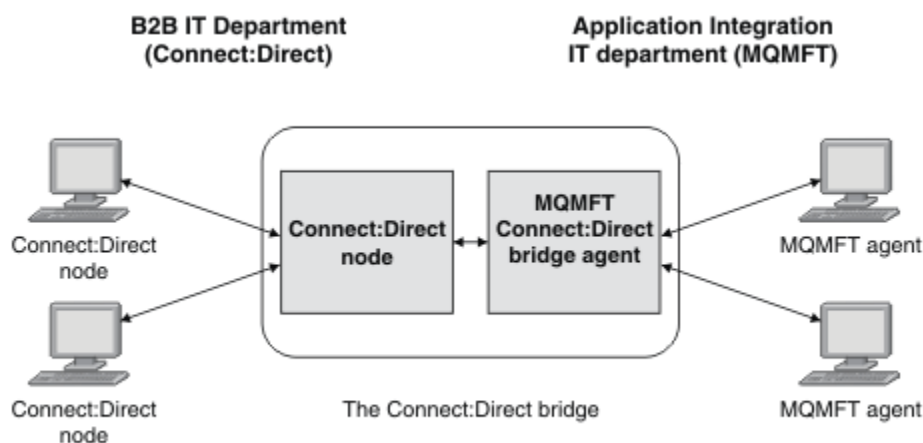 B2B IT Department
(Connect:Direct)
Application Integration
IT department (MQMFT)
Connect:Direct
node
Connect:Direct
node
MQMFT
Connect:Direct
bridge agent
MQMFT agent
Connect:Direct
node
The Connect:Direct bridge
MQMFT agent